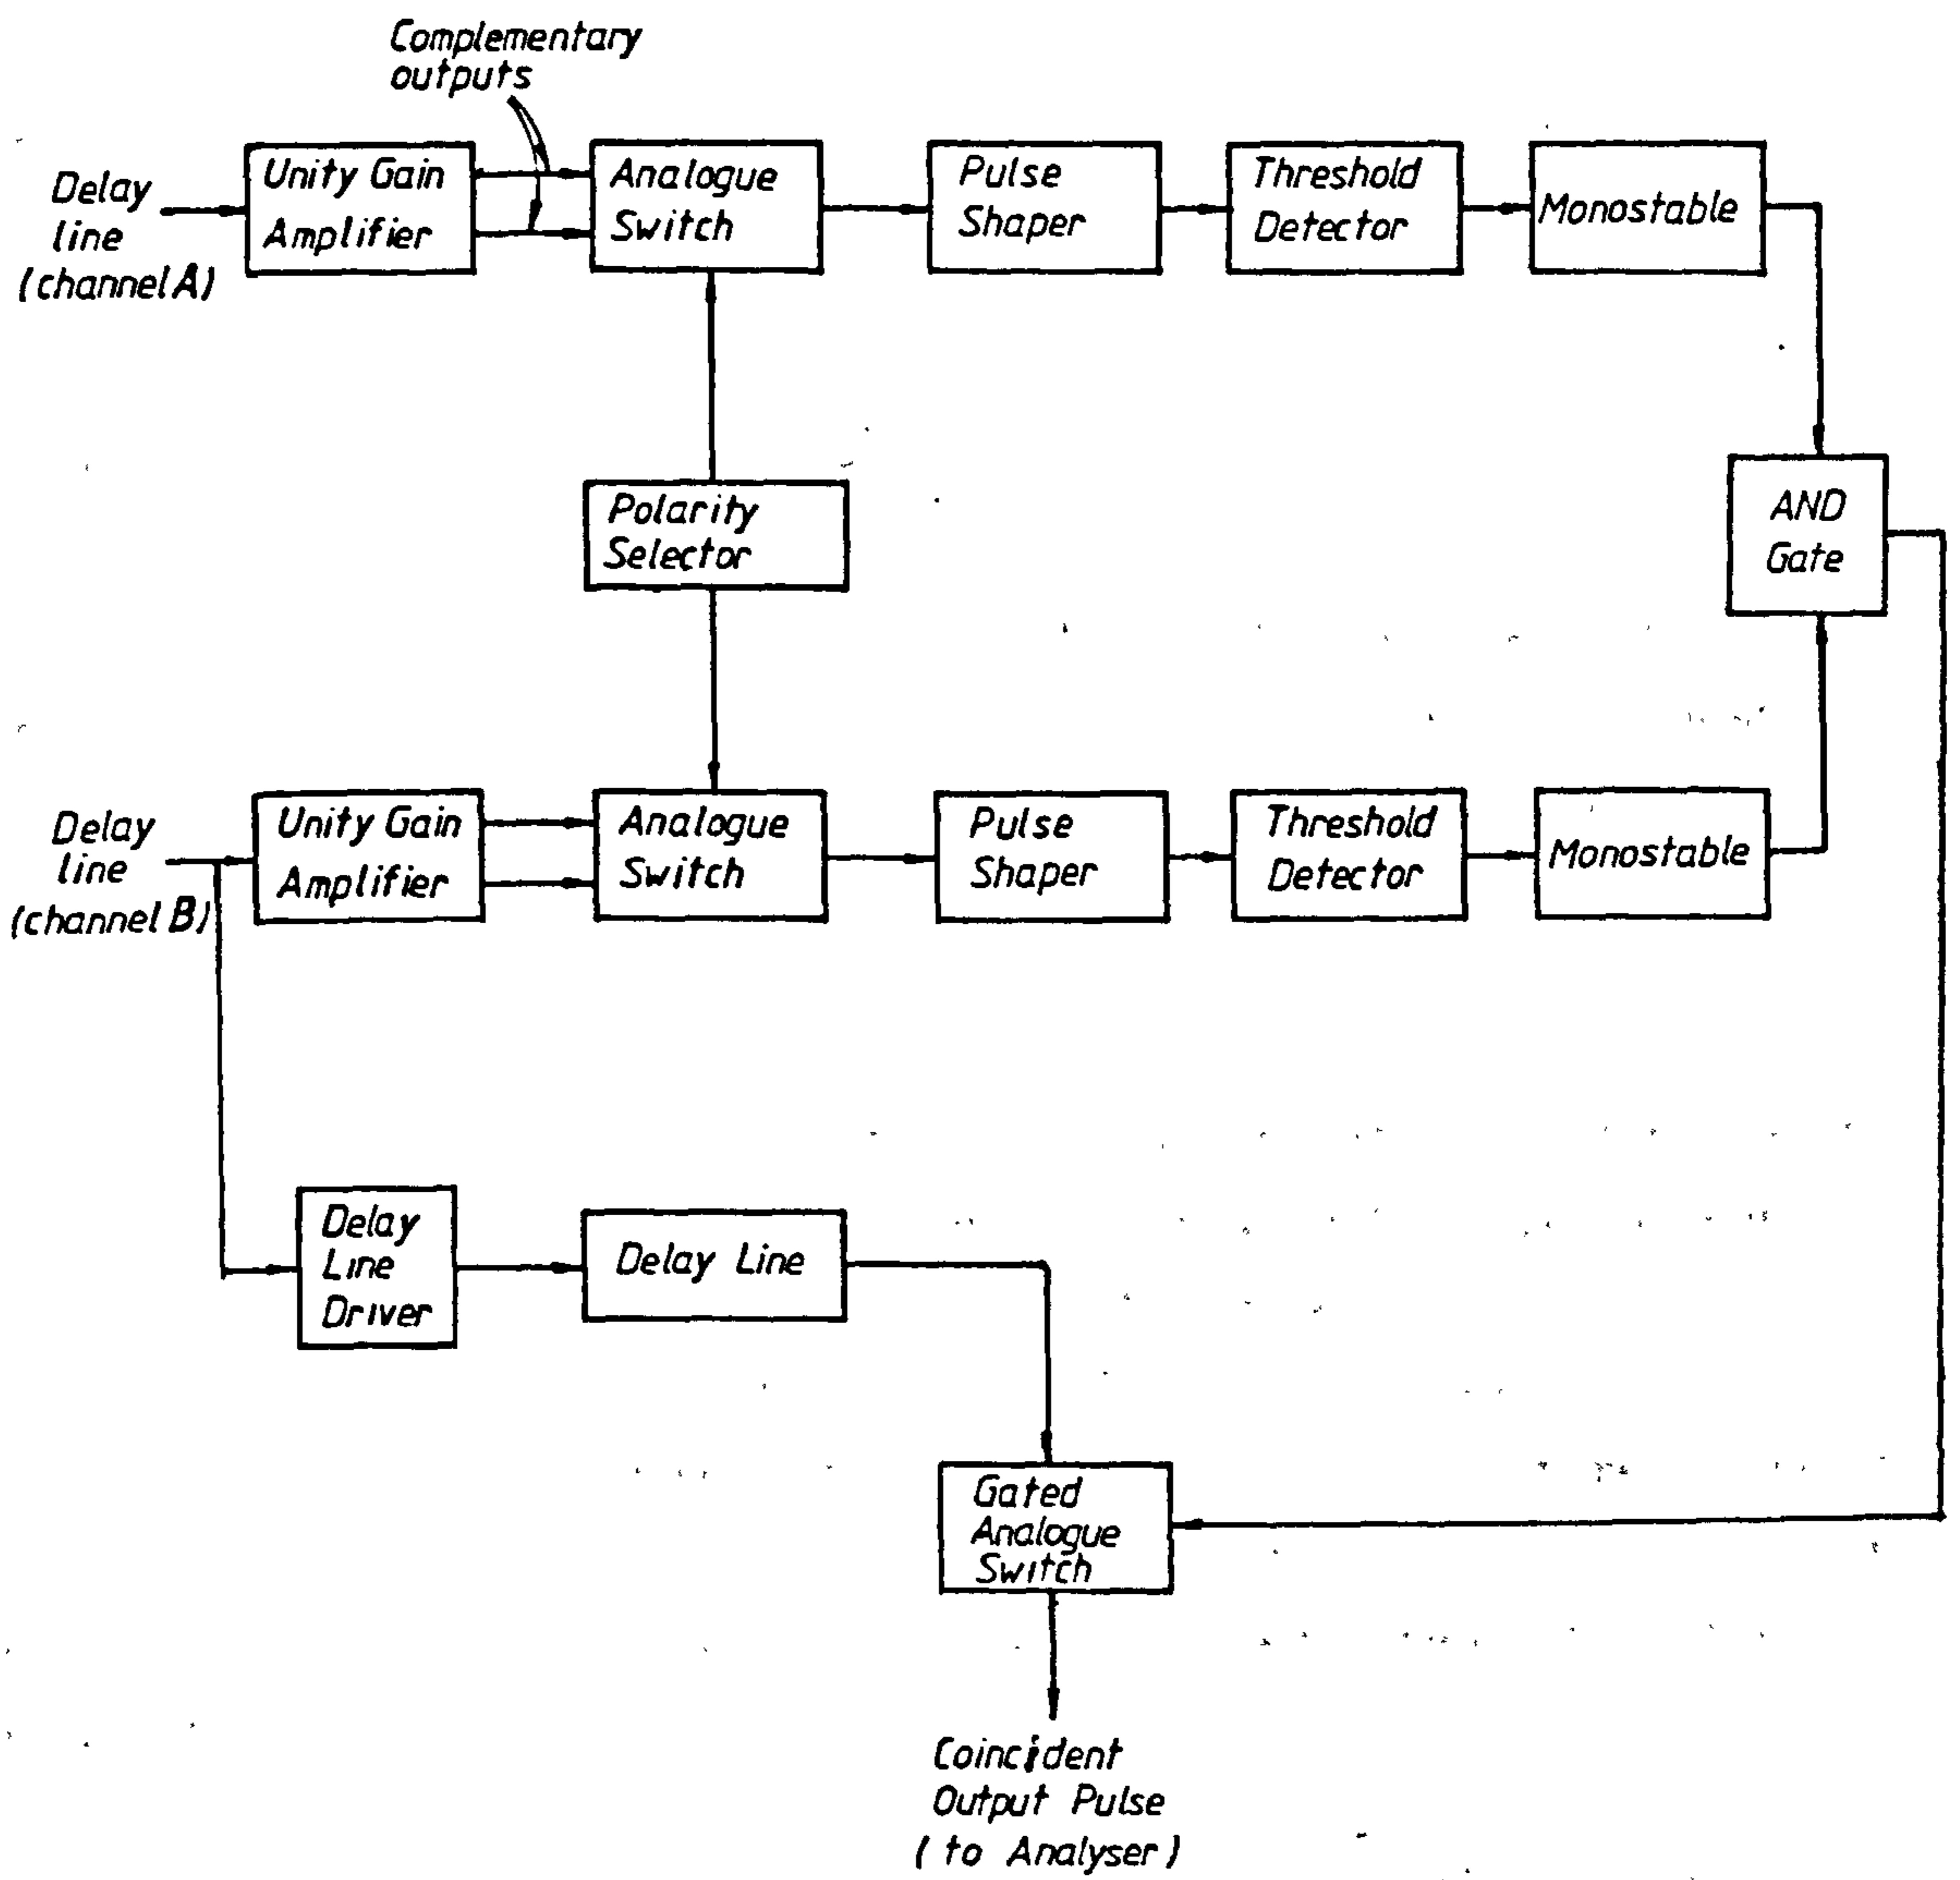 Complementary
outputs
Delay
line
(channel A)
Unity Gain
Amplifier
Analogue
Switch
Pulse
Shaper
Threshold
Detector
Monostable
Polarity
Selector
AND
Gate
Delay
line
(channel B)
Unity Gain
Amplifier
Analogue
Switch
Pulse
Shaper
Threshold
Detector
Monostable
Delay
Line
Driver
Delay Line
Gated
Analogue
Switch
Coincident
Output Pulse
(to Analyser)